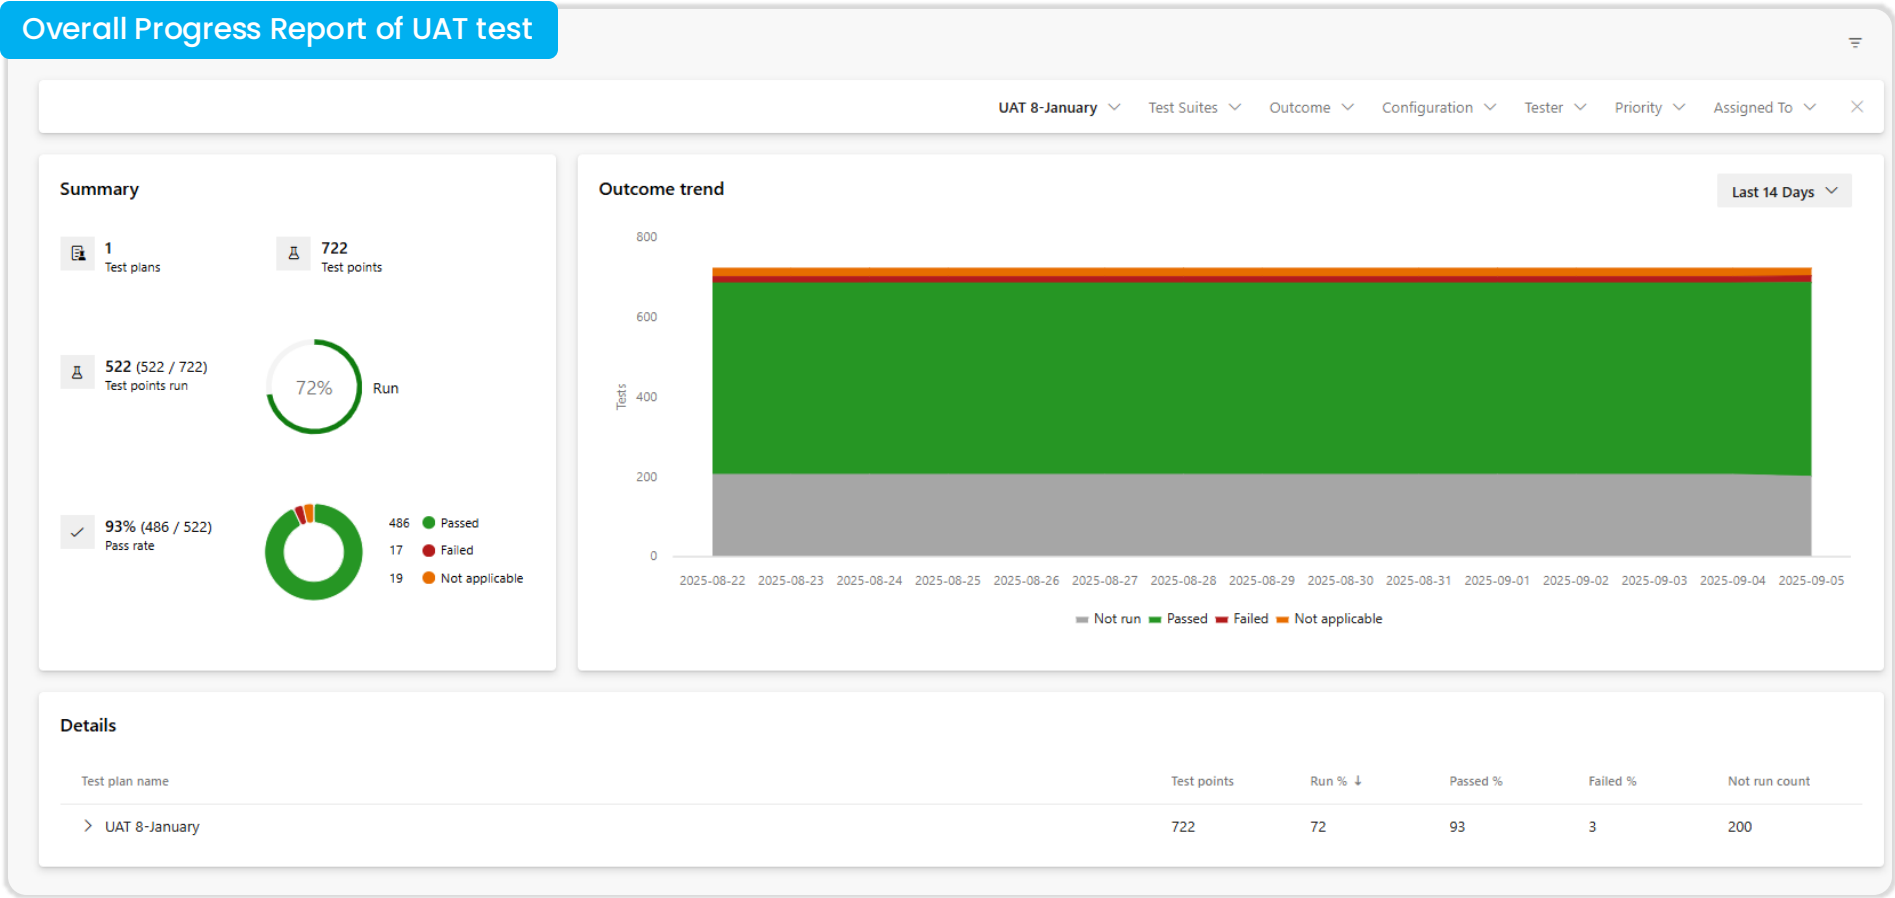 Overall Progress Report of UAT test
UAT 8-January Test Suites Outcome Configuration Tester Priority Assigned To
Summary
1
Test plans
722
Test points
522 (522 / 722)
Test points run
72%
Run
93% (486 / 522)
Pass rate
486 Passed
17 Failed
19 Not applicable
Outcome trend
Last 14 Days
800
600
400
200
0
Tests
2025-08-22 2025-08-23 2025-08-24 2025-08-25 2025-08-26 2025-08-27 2025-08-28 2025-08-29 2025-08-30 2025-08-31 2025-09-01 2025-09-02 2025-09-03 2025-09-04 2025-09-05
Not run Passed Failed Not applicable
Details
Test plan name Test points Run % ↓ Passed % Failed % Not run count
UAT 8-January 722 72 93 3 200